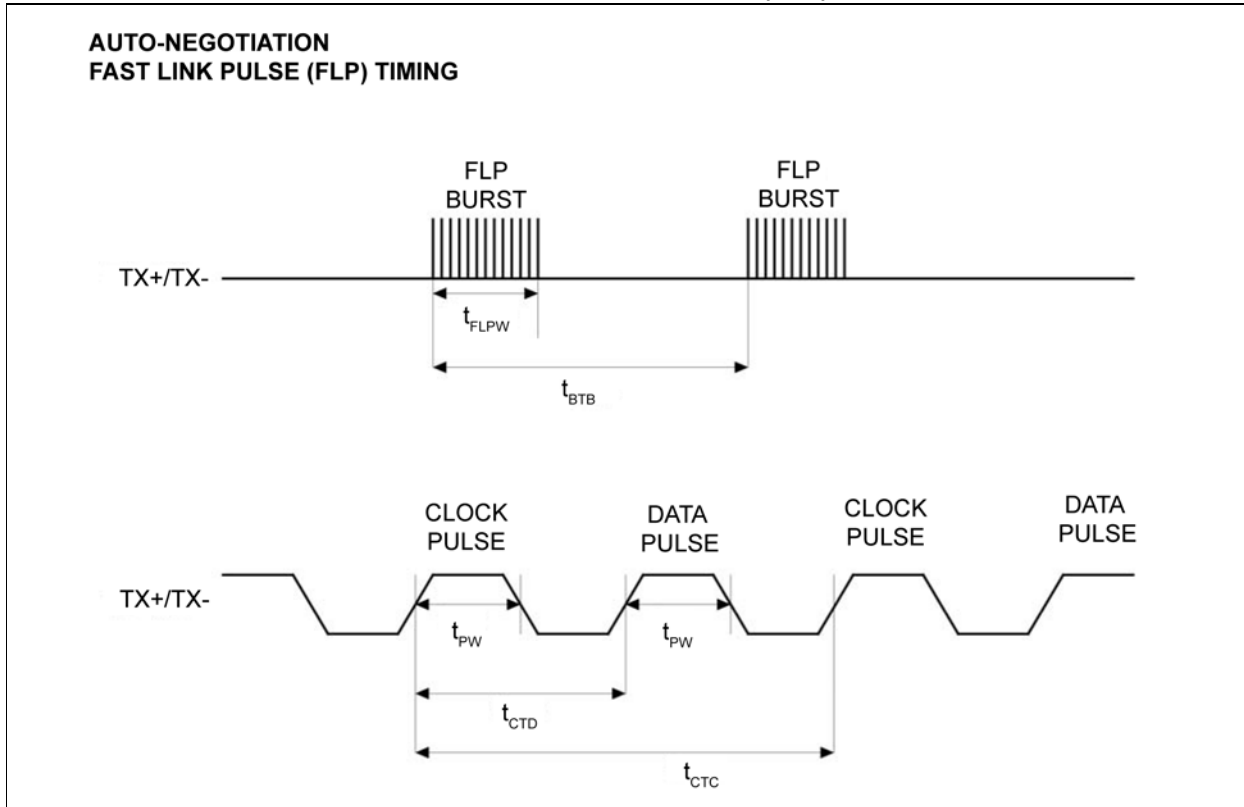 AUTO-NEGOTIATION
FAST LINK PULSE (FLP) TIMING
FLP
BURST
FLP
BURST
TX+/TX-
tFLPW
tBTB
CLOCK
PULSE
DATA
PULSE
CLOCK
PULSE
DATA
PULSE
TX+/TX-
tPW
tPW
tCTD
tCTC